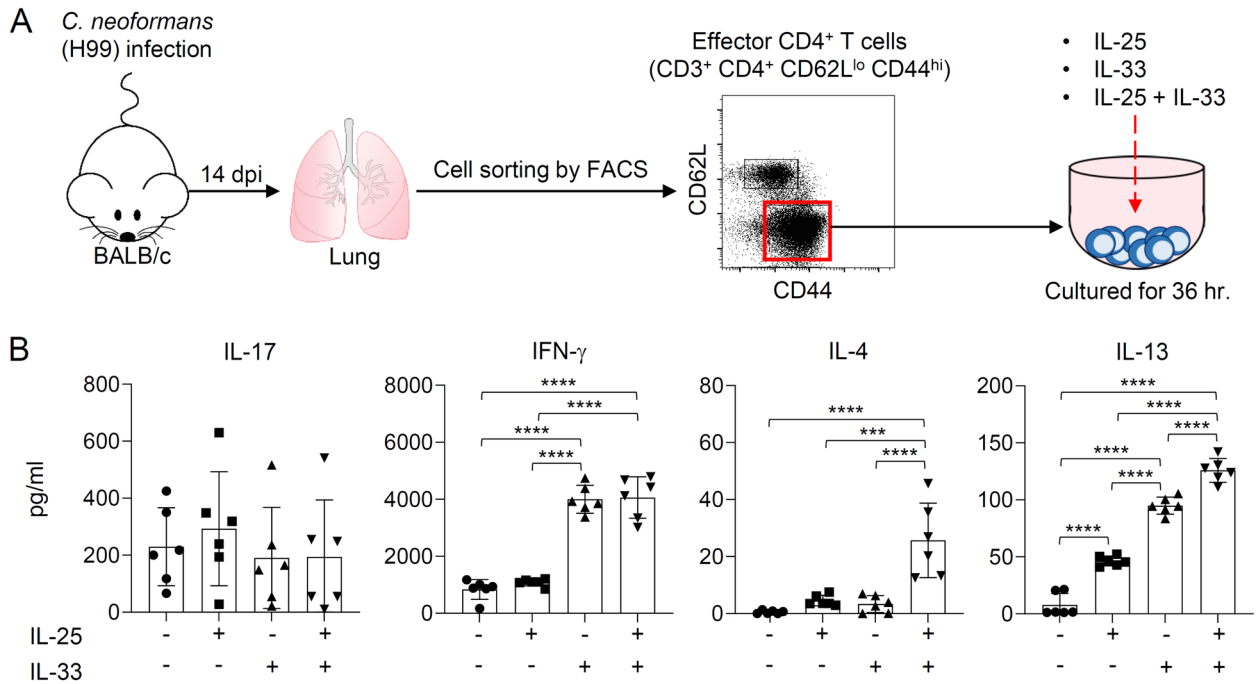 A
C. neoformans
(H99) infection
BALB/c
14 dpi
Lung
Cell sorting by FACS
Effector CD4⁺ T cells
(CD3⁺ CD4⁺ CD62Lˡᵒ CD44ʰⁱ)
CD62L
CD44
• IL-25
• IL-33
• IL-25 + IL-33
Cultured for 36 hr.
B
IL-17
pg/ml
800
600
400
200
0
IFN-γ
8000
6000
4000
2000
0
****
****
****
****
IL-4
80
60
40
20
0
****
***
****
IL-13
200
150
100
13
0
****
****
****
****
****
****
IL-25 - + - + - + - + - + - + - + - +
IL-33 - - + + - - + + - - + + - - + +